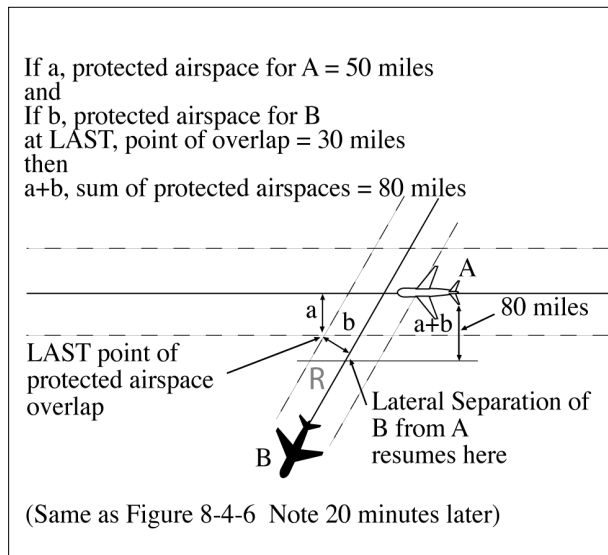 If a, protected airspace for A = 50 miles
and
If b, protected airspace for B
at LAST, point of overlap = 30 miles
then
a+b, sum of protected airspaces = 80 miles
A
a
b
a+b
80 miles
LAST point of
protected airspace
overlap
R
Lateral Separation of
B from A
resumes here
B
(Same as Figure 8-4-6 Note 20 minutes later)